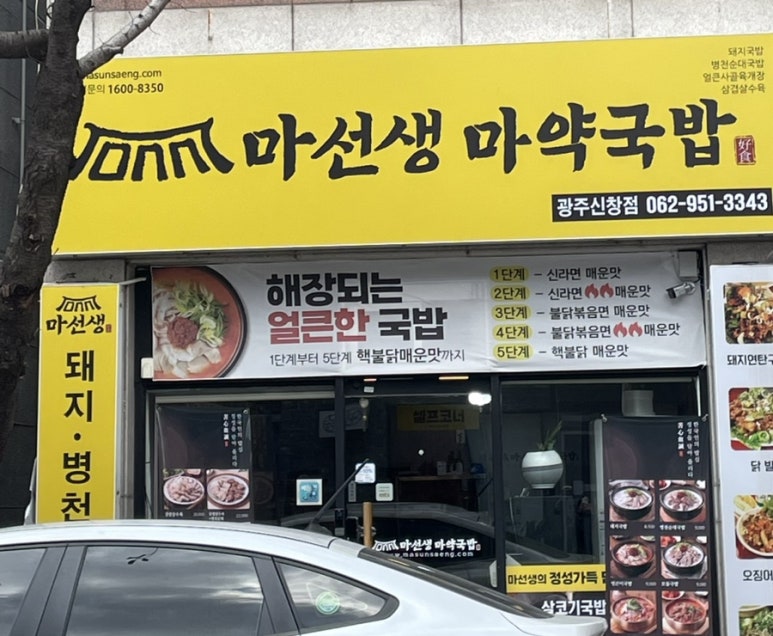 masunsaeng.com
문의 1600-8350
돼지국밥
병천순대국밥
얼큰사골육개장
삼겹살수육
마선생 마약국밥
好食
광주신창점 062-951-3343
해장되는
얼큰한 국밥
1단계부터 5단계 핵불닭매운맛까지
1단계 - 신라면 매운맛
2단계 - 신라면 매운맛
3단계 - 불닭볶음면 매운맛
4단계 - 불닭볶음면 매운맛
5단계 - 핵불닭 매운맛
마선생
돼지·병천
셀프코너
마선생 마약국밥
www.masunsaeng.com
마선생의 정성가득
살코기국밥
돼지연탄구
닭발
오징어